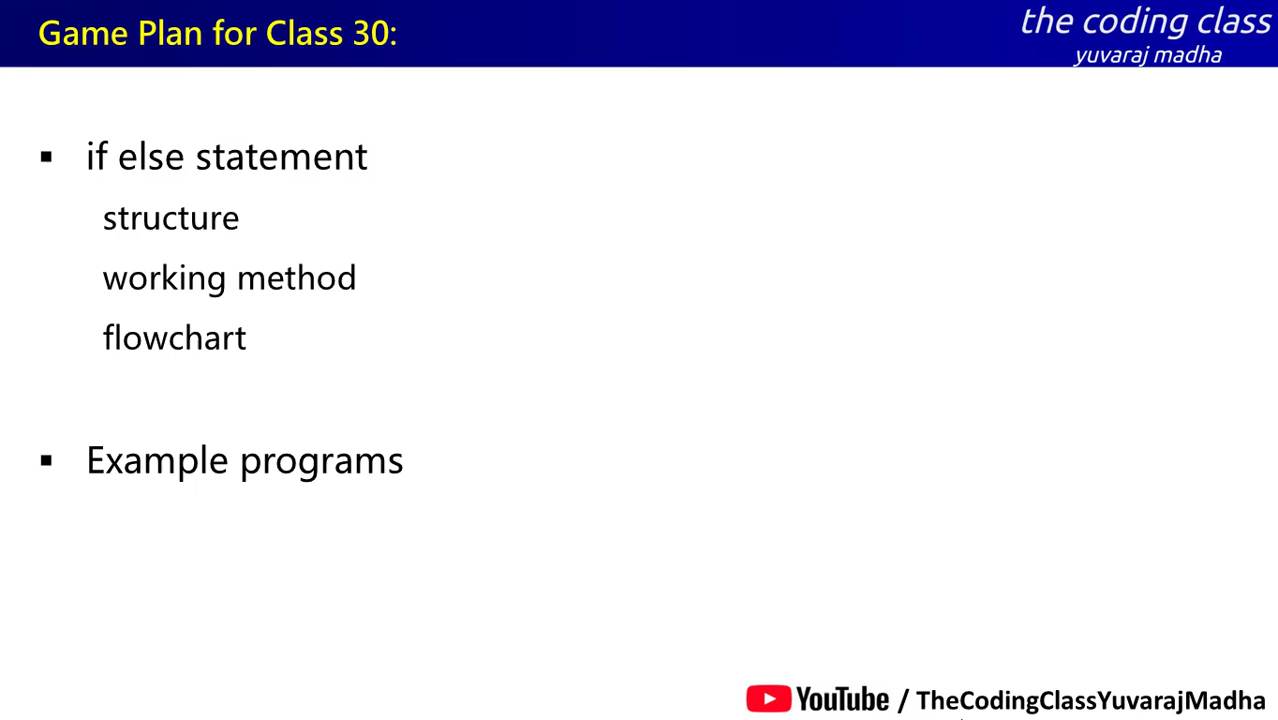 Game Plan for Class 30:
the coding class
yuvaraj madha
▪ if else statement
structure
working method
flowchart
▪ Example programs
YouTube / TheCodingClassYuvarajMadha